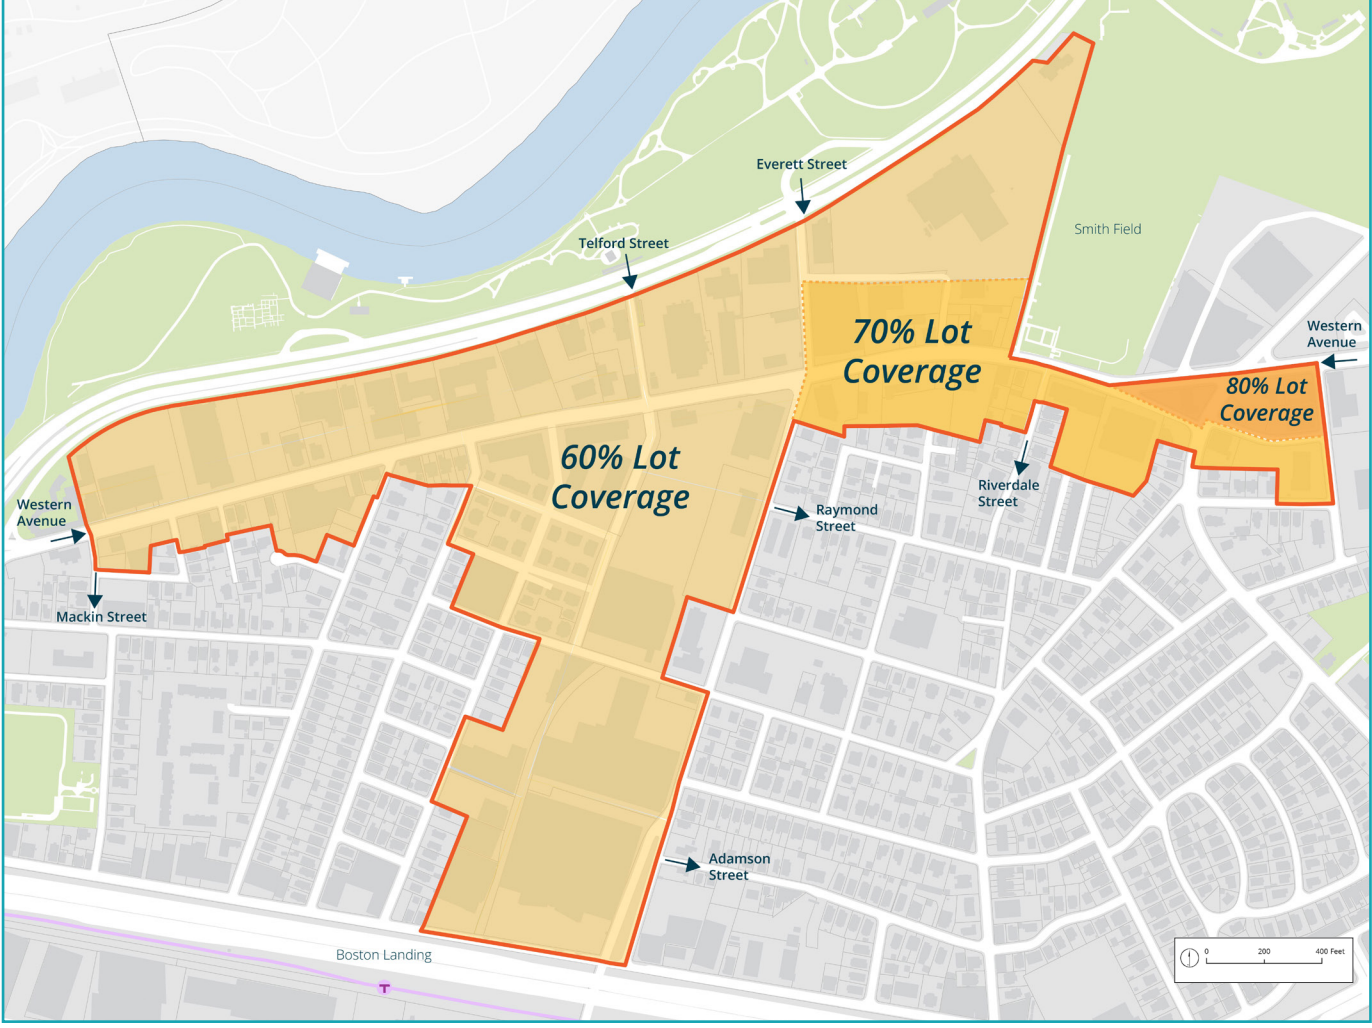 Everett Street
Telford Street
Smith Field
Western
Avenue
70% Lot
Coverage
80% Lot
Coverage
60% Lot
Coverage
Western
Avenue
Riverdale
Street
Raymond
Street
Mackin Street
Adamson
Street
Boston Landing
T
0 200 400 Feet